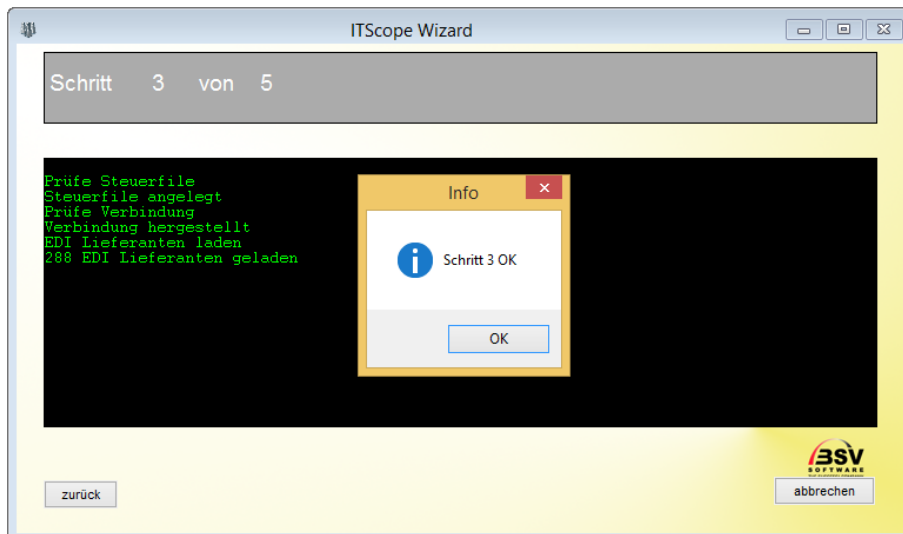 ITScope Wizard
Schritt 3 von 5
Prüfe Steuerfile
Steuerfile angelegt
Prüfe Verbindung
Verbindung hergestellt
EDI Lieferanten laden
288 EDI Lieferanten geladen
Info
Schritt 3 OK
OK
BSV
SOFTWARE
zurück
abbrechen